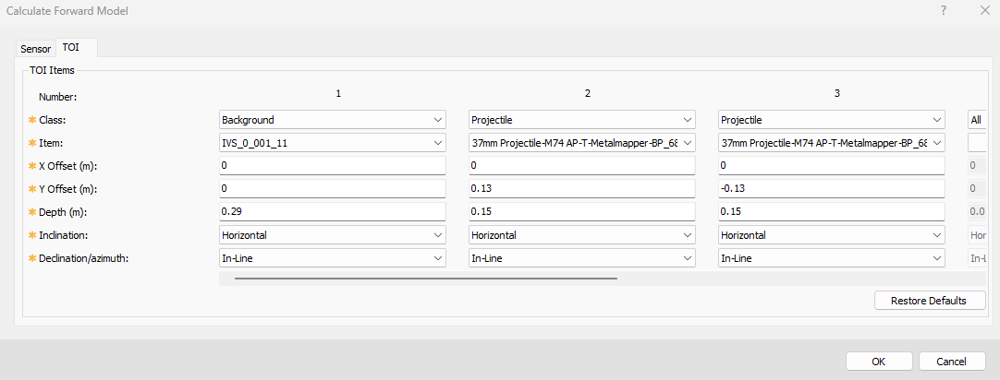 Calculate Forward Model ? ×
Sensor TOI
TOI Items
Number: 1 2 3
✱ Class: Background Projectile Projectile All
✱ Item: IVS_0_001_11 37mm Projectile-M74 AP-T-Metalmapper-BP_68 37mm Projectile-M74 AP-T-Metalmapper-BP_68
✱ X Offset (m): 0 0 0 0
✱ Y Offset (m): 0 0.13 -0.13 0
✱ Depth (m): 0.29 0.15 0.15 0.0
✱ Inclination: Horizontal Horizontal Horizontal Hor
✱ Declination/azimuth: In-Line In-Line In-Line In-L
Restore Defaults
OK Cancel